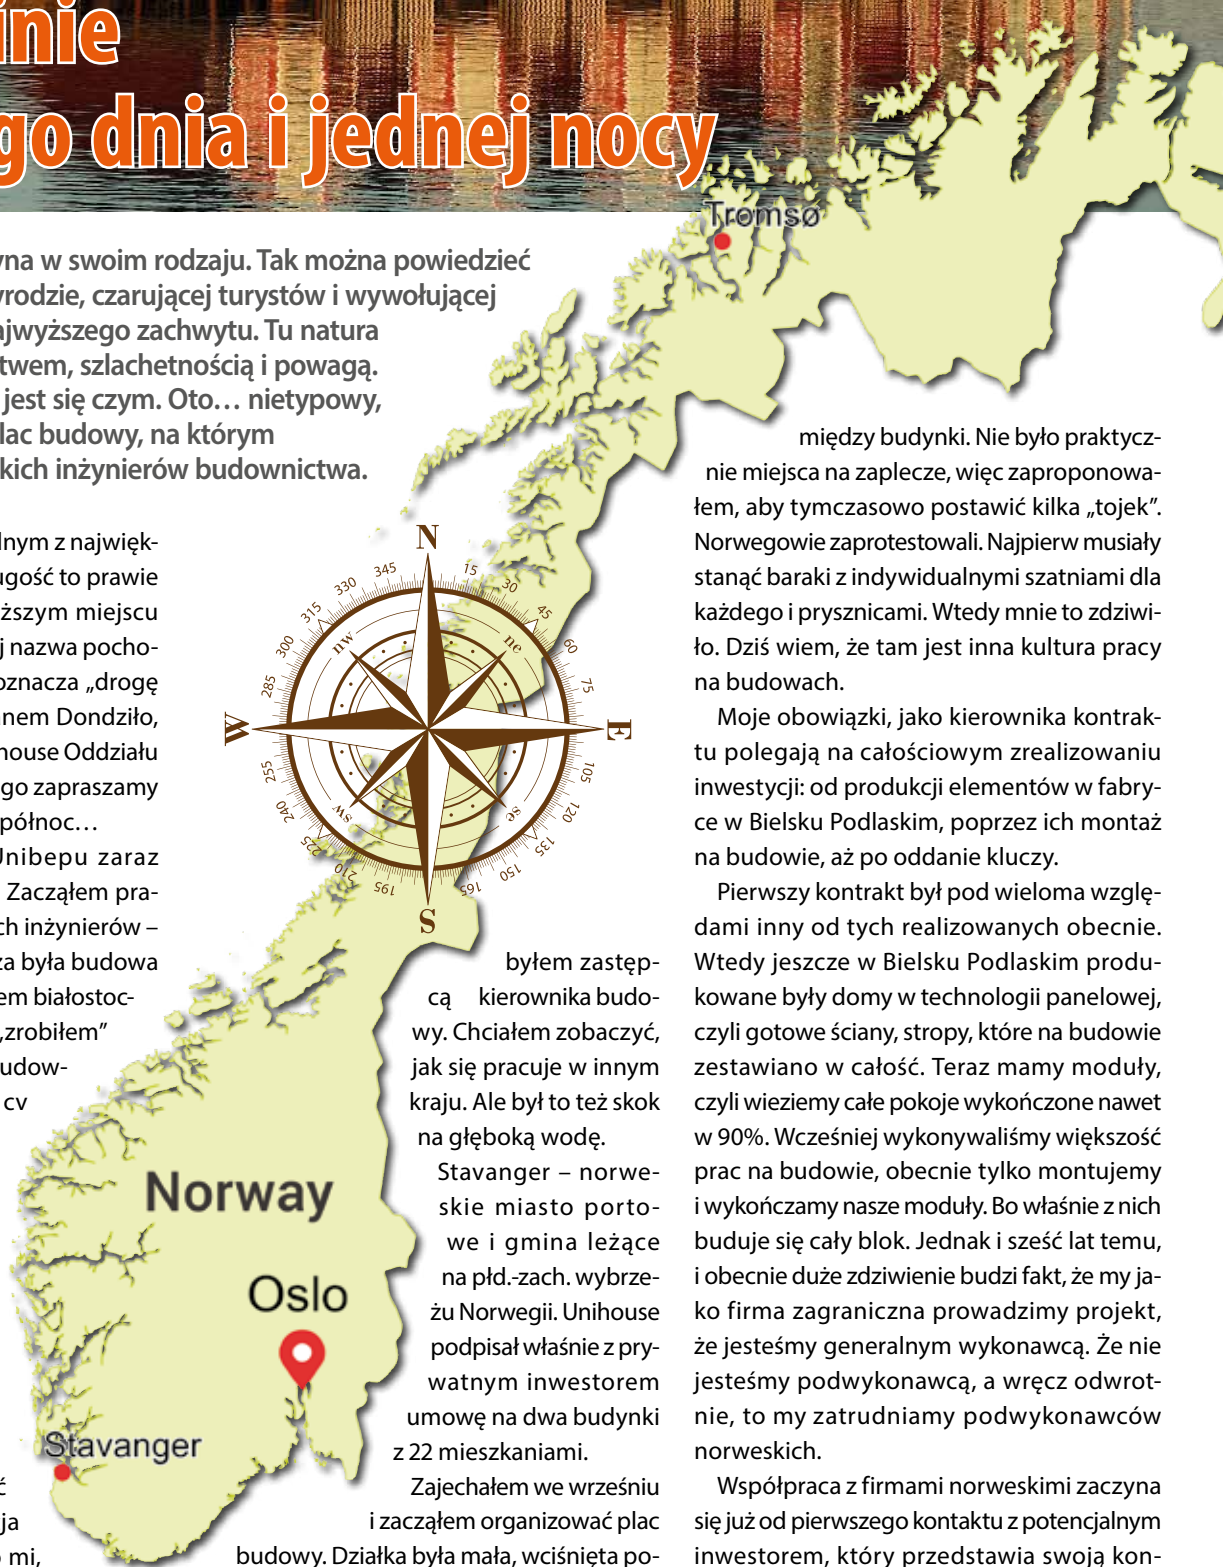 inie
go dnia i jednej nocy
yna w swoim rodzaju. Tak można powiedzieć
yrodzie, czarującej turystów i wywołującej
ajwyższego zachwytu. Tu natura
twem, szlachetnością i powagą.
jest się czym. Oto… nietypowy,
lac budowy, na którym
kich inżynierów budownictwa.
lnym z najwięk-
ugość to prawie
ższym miejscu
j nazwa pocho-
oznacza „drogę
anem Dondziło,
house Oddziału
go zapraszamy
północ…
Unibepu zaraz
Zacząłem pra-
ch inżynierów –
za była budowa
em białostoc-
„zrobiłem”
udow-
cv
ć
ja
o mi,
byłem zastęp-
cą kierownika budo-
wy. Chciałem zobaczyć,
jak się pracuje w innym
kraju. Ale był to też skok
na głęboką wodę.
Stavanger – norwe-
skie miasto porto-
we i gmina leżące
na płd.-zach. wybrze-
żu Norwegii. Unihouse
podpisał właśnie z pry-
watnym inwestorem
umowę na dwa budynki
z 22 mieszkaniami.
Zajechałem we wrześniu
i zacząłem organizować plac
budowy. Działka była mała, wciśnięta po-
między budynki. Nie było praktycz-
nie miejsca na zaplecze, więc zaproponowa-
łem, aby tymczasowo postawić kilka „tojek”.
Norwegowie zaprotestowali. Najpierw musiały
stanąć baraki z indywidualnymi szatniami dla
każdego i prysznicami. Wtedy mnie to zdziwi-
ło. Dziś wiem, że tam jest inna kultura pracy
na budowach.
Moje obowiązki, jako kierownika kontrak-
tu polegają na całościowym zrealizowaniu
inwestycji: od produkcji elementów w fabry-
ce w Bielsku Podlaskim, poprzez ich montaż
na budowie, aż po oddanie kluczy.
Pierwszy kontrakt był pod wieloma wzglę-
dami inny od tych realizowanych obecnie.
Wtedy jeszcze w Bielsku Podlaskim produ-
kowane były domy w technologii panelowej,
czyli gotowe ściany, stropy, które na budowie
zestawiano w całość. Teraz mamy moduły,
czyli wieziemy całe pokoje wykończone nawet
w 90%. Wcześniej wykonywaliśmy większość
prac na budowie, obecnie tylko montujemy
i wykończamy nasze moduły. Bo właśnie z nich
buduje się cały blok. Jednak i sześć lat temu,
i obecnie duże zdziwienie budzi fakt, że my ja-
ko firma zagraniczna prowadzimy projekt,
że jesteśmy generalnym wykonawcą. Że nie
jesteśmy podwykonawcą, a wręcz odwrot-
nie, to my zatrudniamy podwykonawców
norweskich.
Współpraca z firmami norweskimi zaczyna
się już od pierwszego kontaktu z potencjalnym
inwestorem, który przedstawia swoją kon-
Tromsø
N
15
30
45
60
75
E
105
120
135
150
165
S
195
210
225
240
255
W
285
300
315
330
345
nw
ne
sw
se
Norway
Oslo
Stavanger